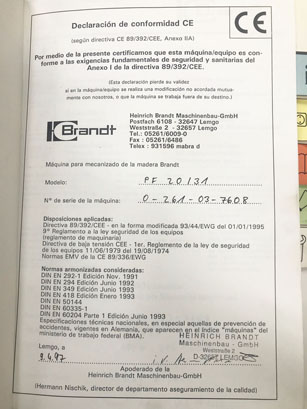 Declaración de conformidad CE
(según directiva CE 89/392/CEE, Anexo IIA)
CE
Por medio de la presente certificamos que esta máquina/equipo es con-
forme a las exigencias fundamentales de seguridad y sanitarias del
Anexo I de la directiva 89/392/CEE.
(Esta declaración pierde su validez
si en la máquina/equipo se realiza una modificación no acordada mutua-
mente con nosotros, o que la máquina se trabaja fuera de su destino.)
Brandt
Heinrich Brandt Maschinenbau-GmbH
Postfach 6108 - 32647 Lemgo
Weststraße 2 - 32657 Lemgo
Tel.: 05261/6009-0
Fax : 05261/6486
Telex : 931596 mabra d
Máquina para mecanizado de la madera Brandt
Modelo: PF 20/31
N° de serie de la máquina: 0-261-03-7608
Disposiciones aplicadas:
Directiva 89/392/CEE - en la forma modificada 93/44/EWG del 01/01/1995
9° Reglamento a la ley seguridad de los equipos
(reglamento de maquinaria)
Directiva de baja tensión CEE - 1er. Reglamento de la ley de seguridad
de los equipos 11/06/1979 del 19/08/1974
Normas EMV de la CE 89/336/EWG
Normas armonizadas consideradas:
DIN EN 292-1 Edición Nov. 1991
DIN EN 294 Edición Junio 1992
DIN EN 349 Edición Junio 1993
DIN EN 418 Edición Enero 1993
EN 50144
DIN EN 60335-1
DIN EN 60204 Parte 1 Edición Junio 1993
Especificaciones técnicas nacionales, en especial aquellas de prevención de
accidentes, vigentes en Alemania, que aparecen en el índice "máquina" del
ministerio de trabajo federal (BMA).
HEINRICH BRANDT
Maschinenbau - GmbH
Weststraße 2
Lemgo, a
Apoderado de la
Heinrich Brandt Maschinenbau-GmbH
(Hermann Nischik, director de departamento aseguramiento de la calidad)